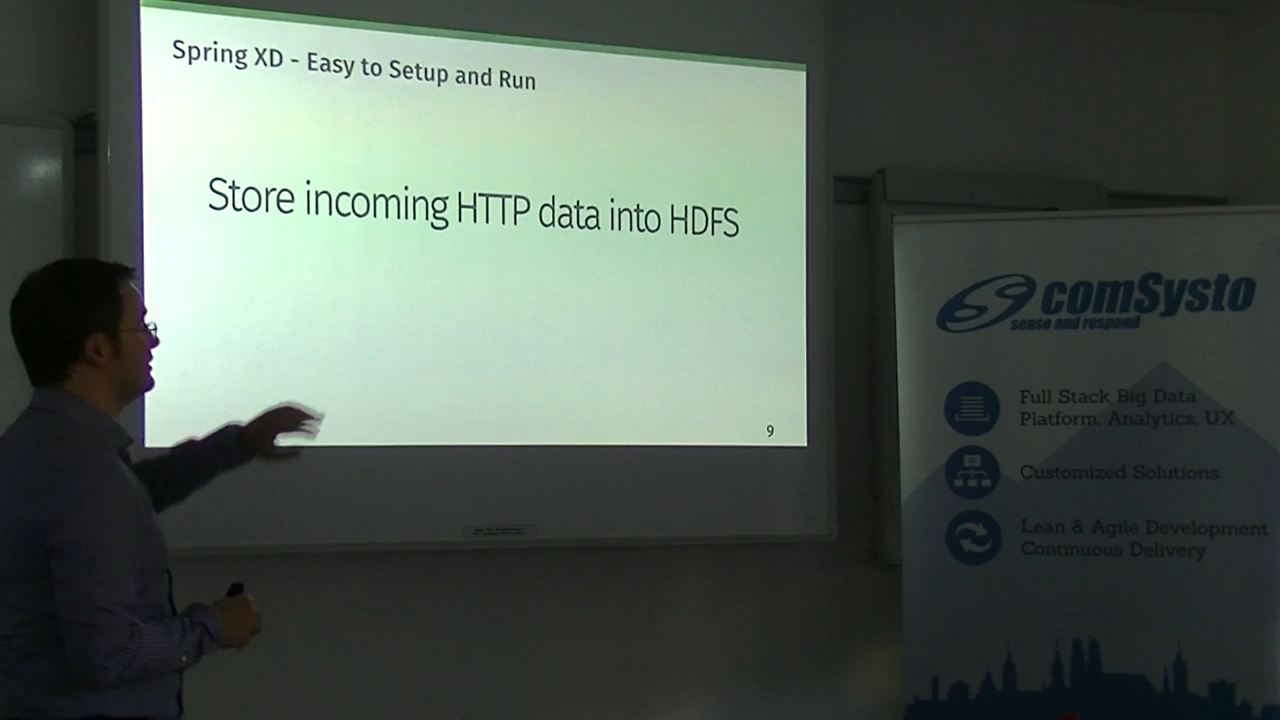 Spring XD - Easy to Setup and Run
Store incoming HTTP data into HDFS
9
comSysto
sense and respond
Full Stack Big Data
Platform, Analytics, UX
Customized Solutions
Lean & Agile Development
Continuous Delivery